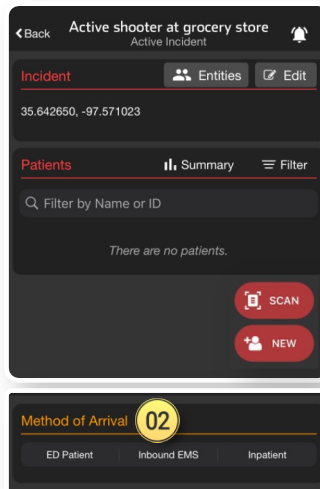 Back
Active shooter at grocery store
Active Incident
Incident
Entities
Edit
35.642650, -97.571023
Patients
Summary
Filter
Filter by Name or ID
There are no patients.
SCAN
NEW
Method of Arrival 02
ED Patient Inbound EMS Inpatient